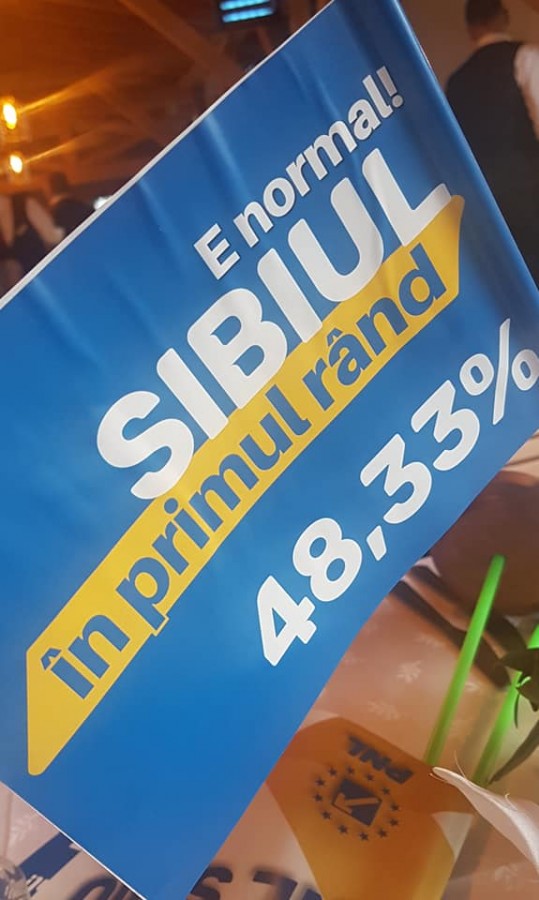 E normal!
SIBIUL
în primul rând
48,33%
PNL